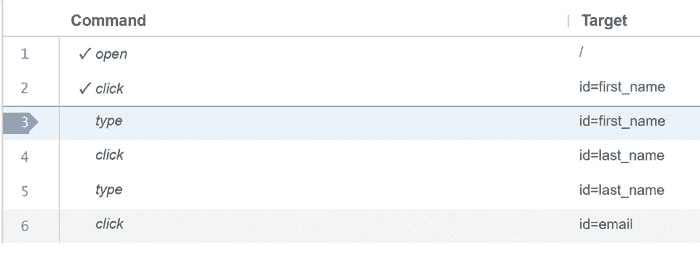 Command Target
1 ✓ open /
2 ✓ click id=first_name
3 type id=first_name
4 click id=last_name
5 type id=last_name
6 click id=email